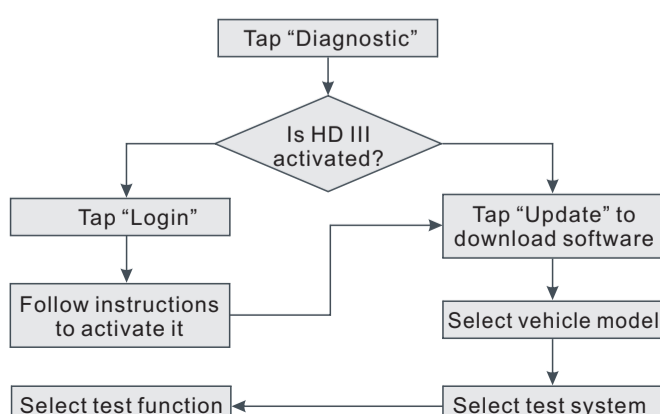 Tap “Diagnostic”
Is HD III
activated?
Tap “Login”
Tap “Update” to
download software
Follow instructions
to activate it
Select vehicle model
Select test function
Select test system